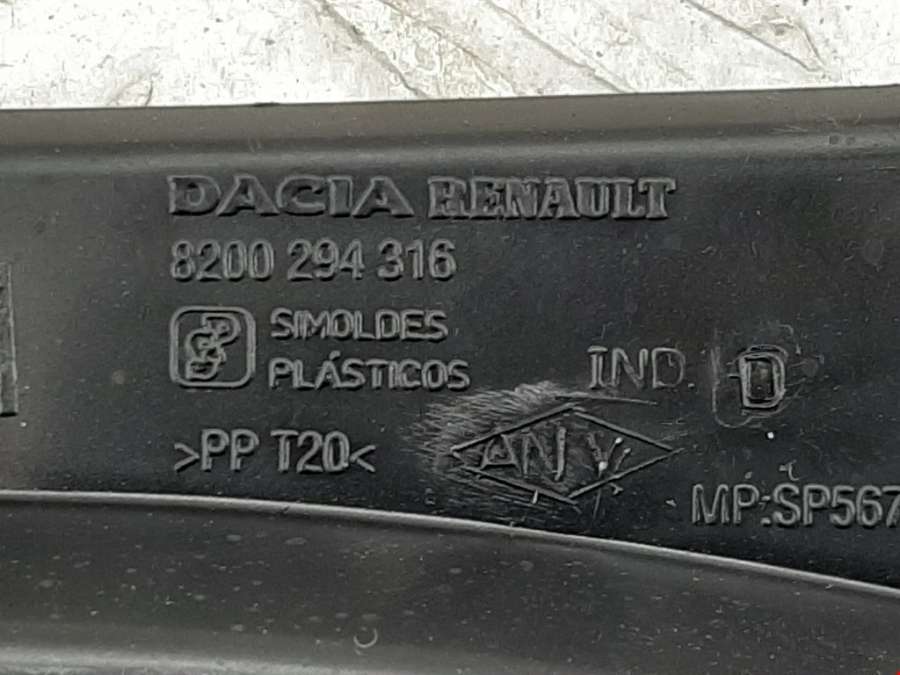 DACIA RENAULT
8200 294 316
SIMOLDES
PLÁSTICOS
IND. D
>PP T20<
MP:SP567